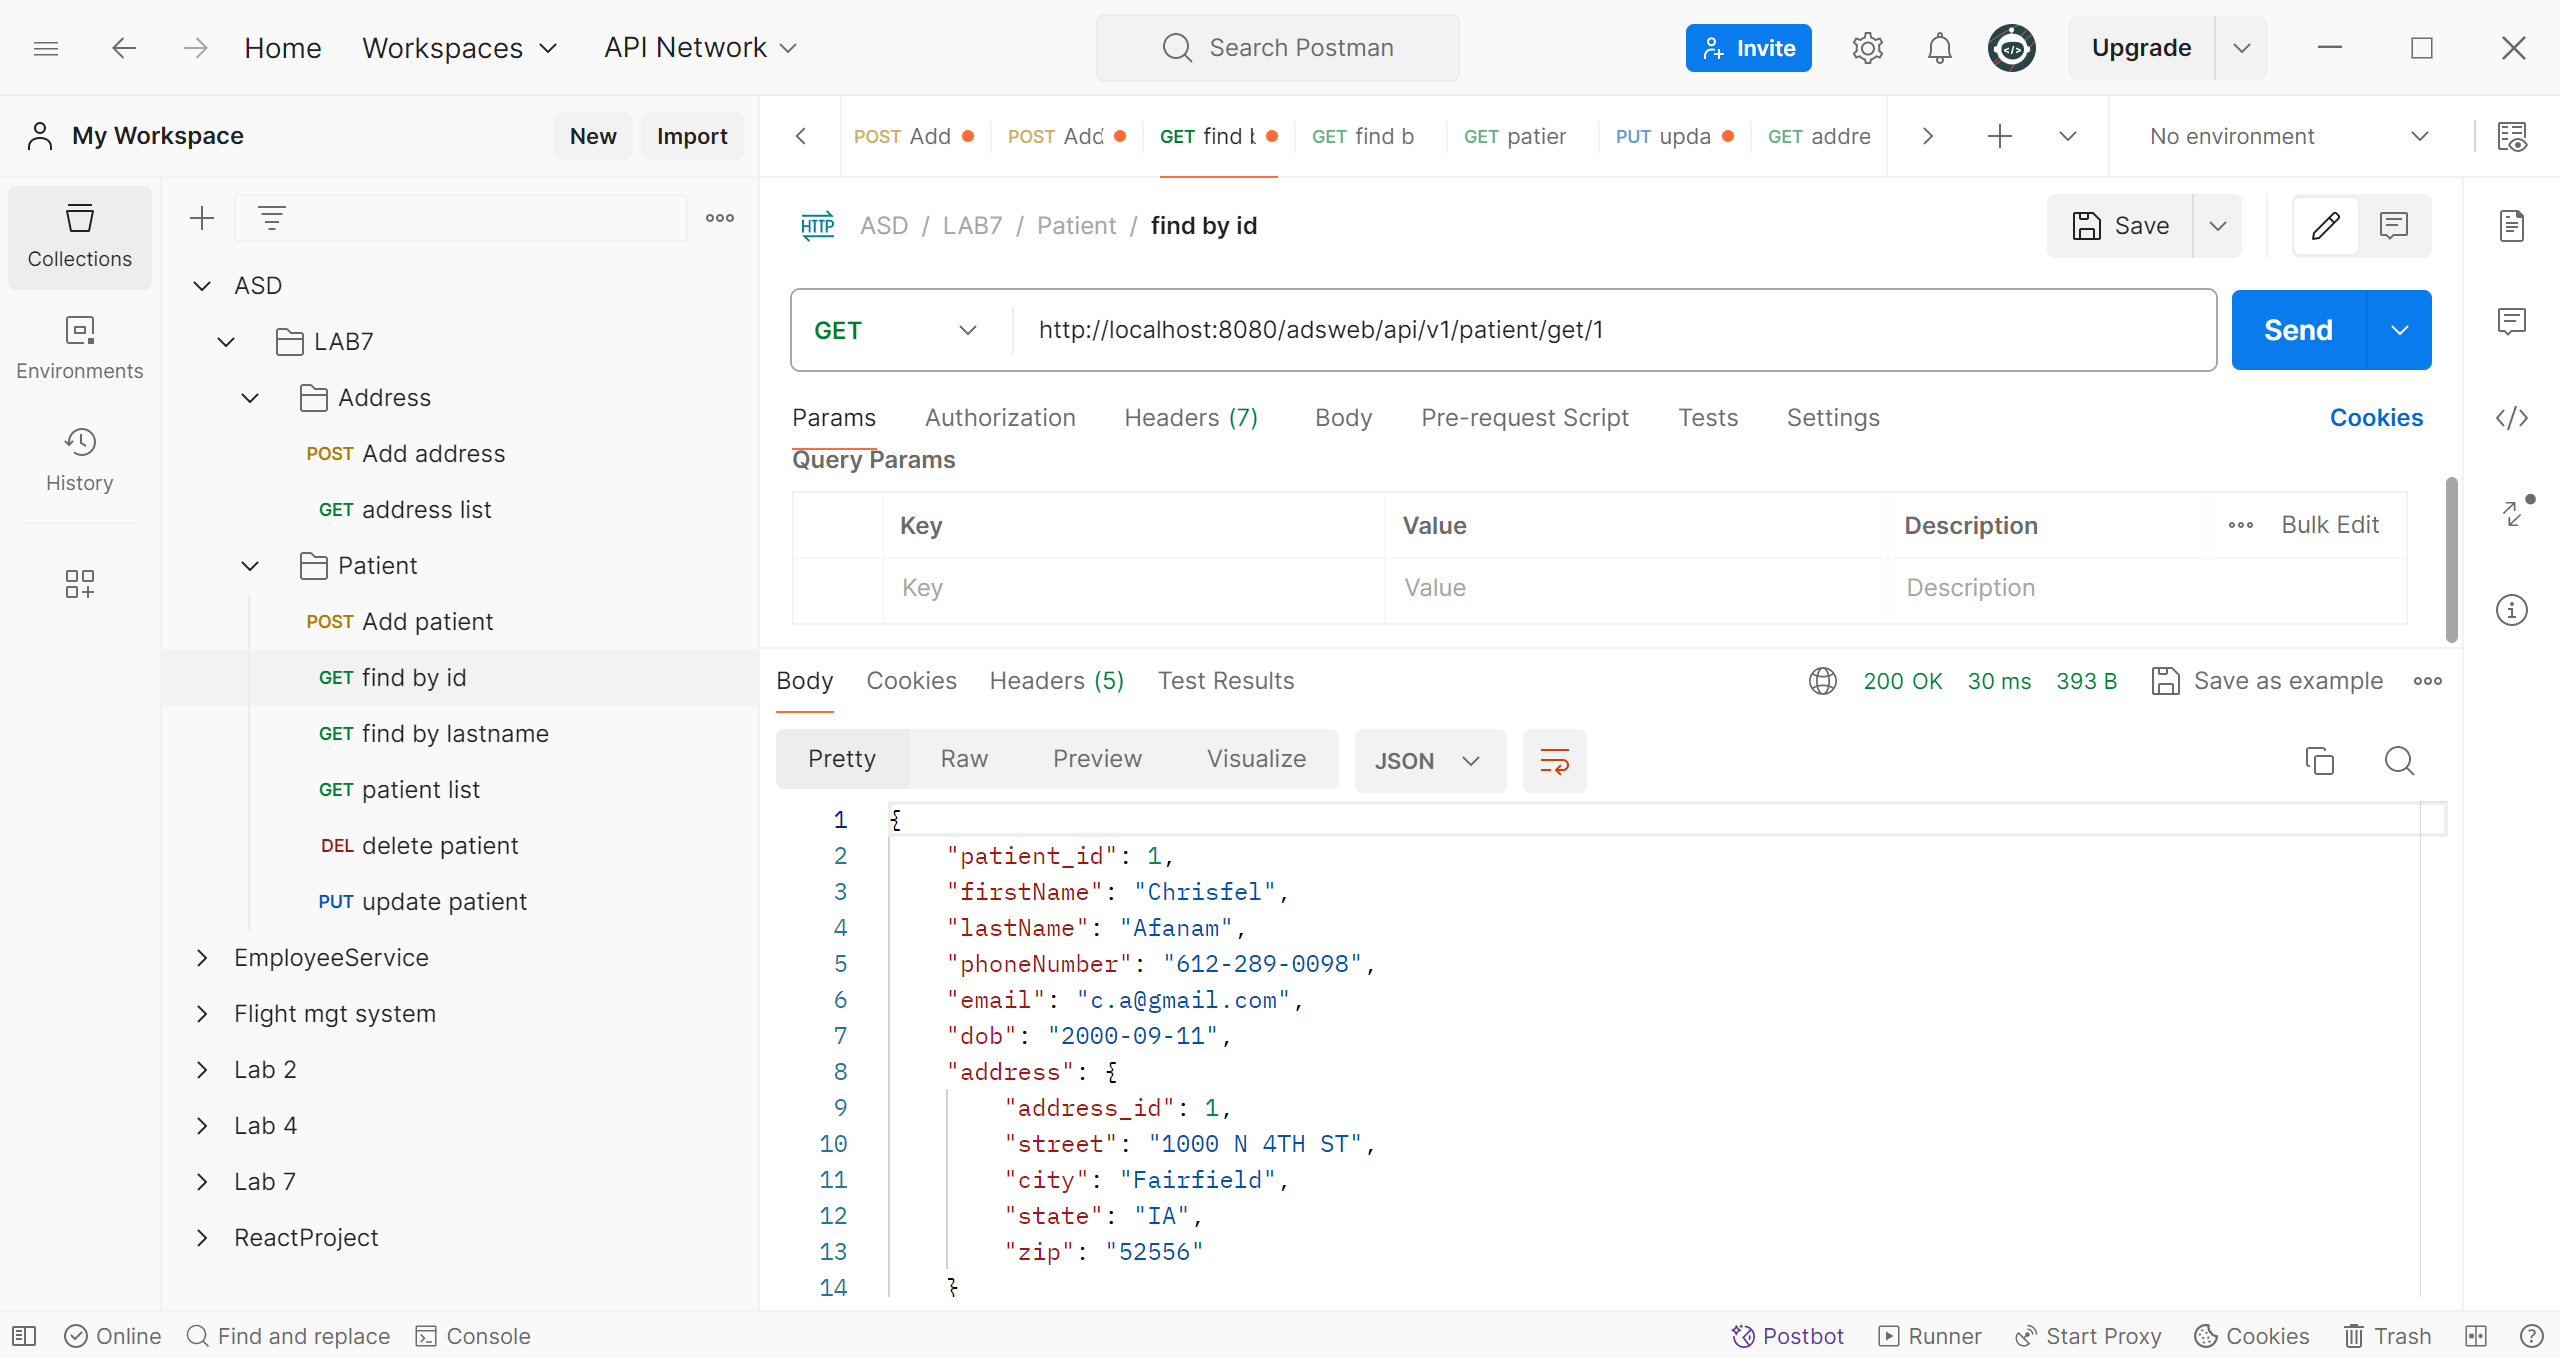 Home Workspaces API Network Search Postman Invite Upgrade
My Workspace New Import
POST Add POST Add GET find b GET find b GET patier PUT upda GET addre No environment
Collections
Environments
History
ASD
LAB7
Address
POST Add address
GET address list
Patient
POST Add patient
GET find by id
GET find by lastname
GET patient list
DEL delete patient
PUT update patient
EmployeeService
Flight mgt system
Lab 2
Lab 4
Lab 7
ReactProject
HTTP ASD / LAB7 / Patient / find by id Save
GET http://localhost:8080/adsweb/api/v1/patient/get/1 Send
Params Authorization Headers (7) Body Pre-request Script Tests Settings Cookies
Query Params
Key Value Description Bulk Edit
Key Value Description
Body Cookies Headers (5) Test Results 200 OK 30 ms 393 B Save as example
Pretty Raw Preview Visualize JSON
1 {
2 "patient_id": 1,
3 "firstName": "Chrisfel",
4 "lastName": "Afanam",
5 "phoneNumber": "612-289-0098",
6 "email": "c.a@gmail.com",
7 "dob": "2000-09-11",
8 "address": {
9 "address_id": 1,
10 "street": "1000 N 4TH ST",
11 "city": "Fairfield",
12 "state": "IA",
13 "zip": "52556"
14 }
Online Find and replace Console Postbot Runner Start Proxy Cookies Trash